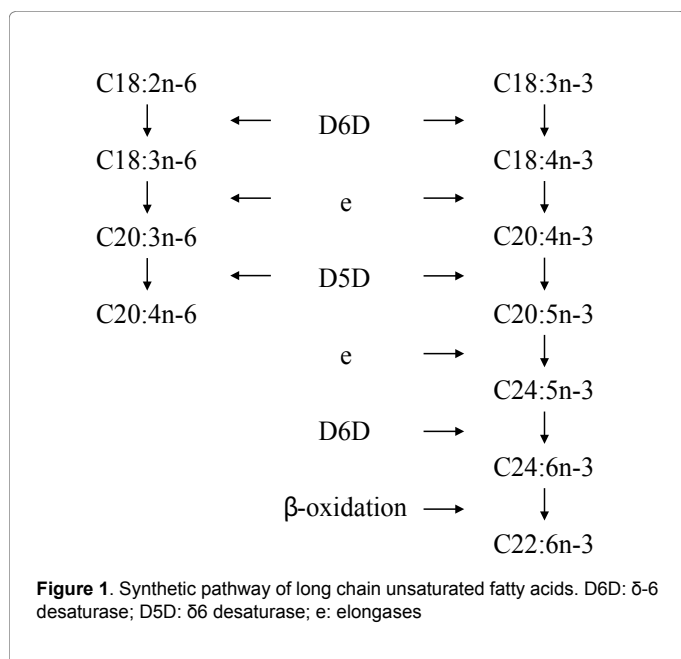 C18:2n-6 C18:3n-3
D6D
C18:3n-6 C18:4n-3
e
C20:3n-6 C20:4n-3
D5D
C20:4n-6 C20:5n-3
e
C24:5n-3
D6D
C24:6n-3
β-oxidation
C22:6n-3
Figure 1. Synthetic pathway of long chain unsaturated fatty acids. D6D: δ-6
desaturase; D5D: δ6 desaturase; e: elongases